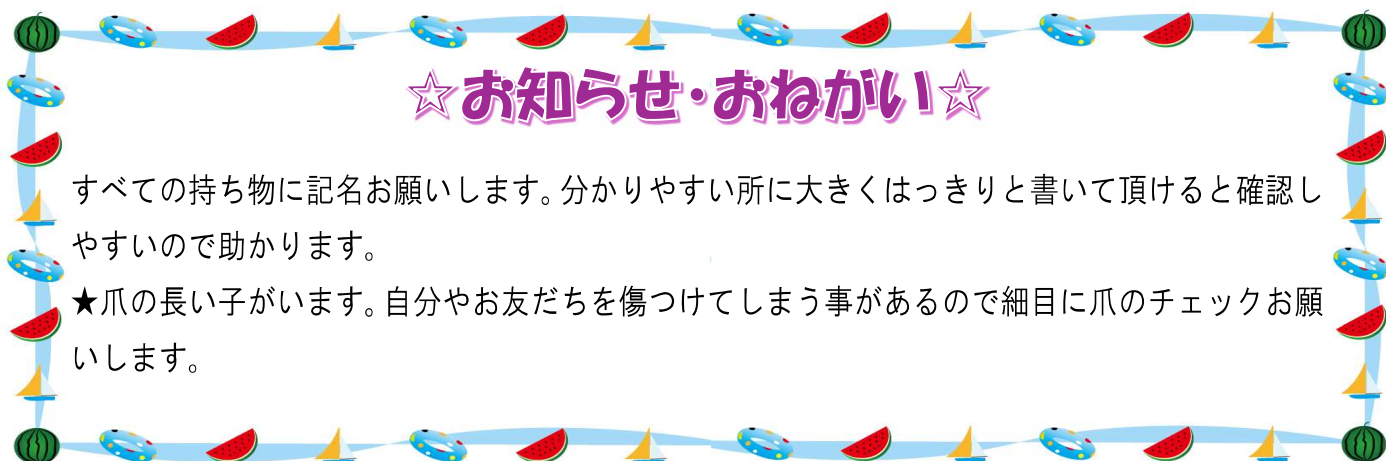 ☆お知らせ・おねがい☆
すべての持ち物に記名お願いします。分かりやすい所に大きくはっきりと書いて頂けると確認し
やすいので助かります。
★爪の長い子がいます。自分やお友だちを傷つけてしまう事があるので細目に爪のチェックお願
いします。